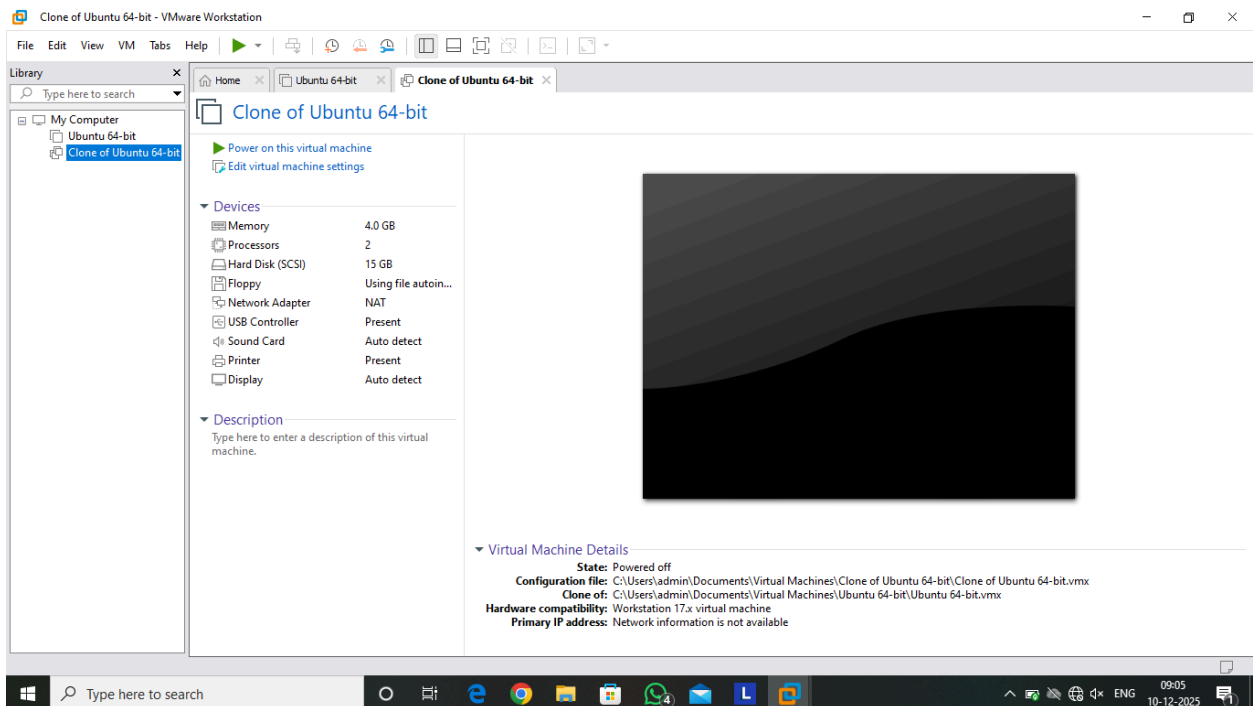 Clone of Ubuntu 64-bit - VMware Workstation
File Edit View VM Tabs Help
Library
Type here to search
My Computer
Ubuntu 64-bit
Clone of Ubuntu 64-bit
Home Ubuntu 64-bit Clone of Ubuntu 64-bit
Clone of Ubuntu 64-bit
Power on this virtual machine
Edit virtual machine settings
Devices
Memory 4.0 GB
Processors 2
Hard Disk (SCSI) 15 GB
Floppy Using file autoin...
Network Adapter NAT
USB Controller Present
Sound Card Auto detect
Printer Present
Display Auto detect
Description
Type here to enter a description of this virtual
machine.
Virtual Machine Details
State: Powered off
Configuration file: C:\Users\admin\Documents\Virtual Machines\Clone of Ubuntu 64-bit\Clone of Ubuntu 64-bit.vmx
Clone of: C:\Users\admin\Documents\Virtual Machines\Ubuntu 64-bit\Ubuntu 64-bit.vmx
Hardware compatibility: Workstation 17.x virtual machine
Primary IP address: Network information is not available
Type here to search
4
L
ENG
09:05
10-12-2025
1